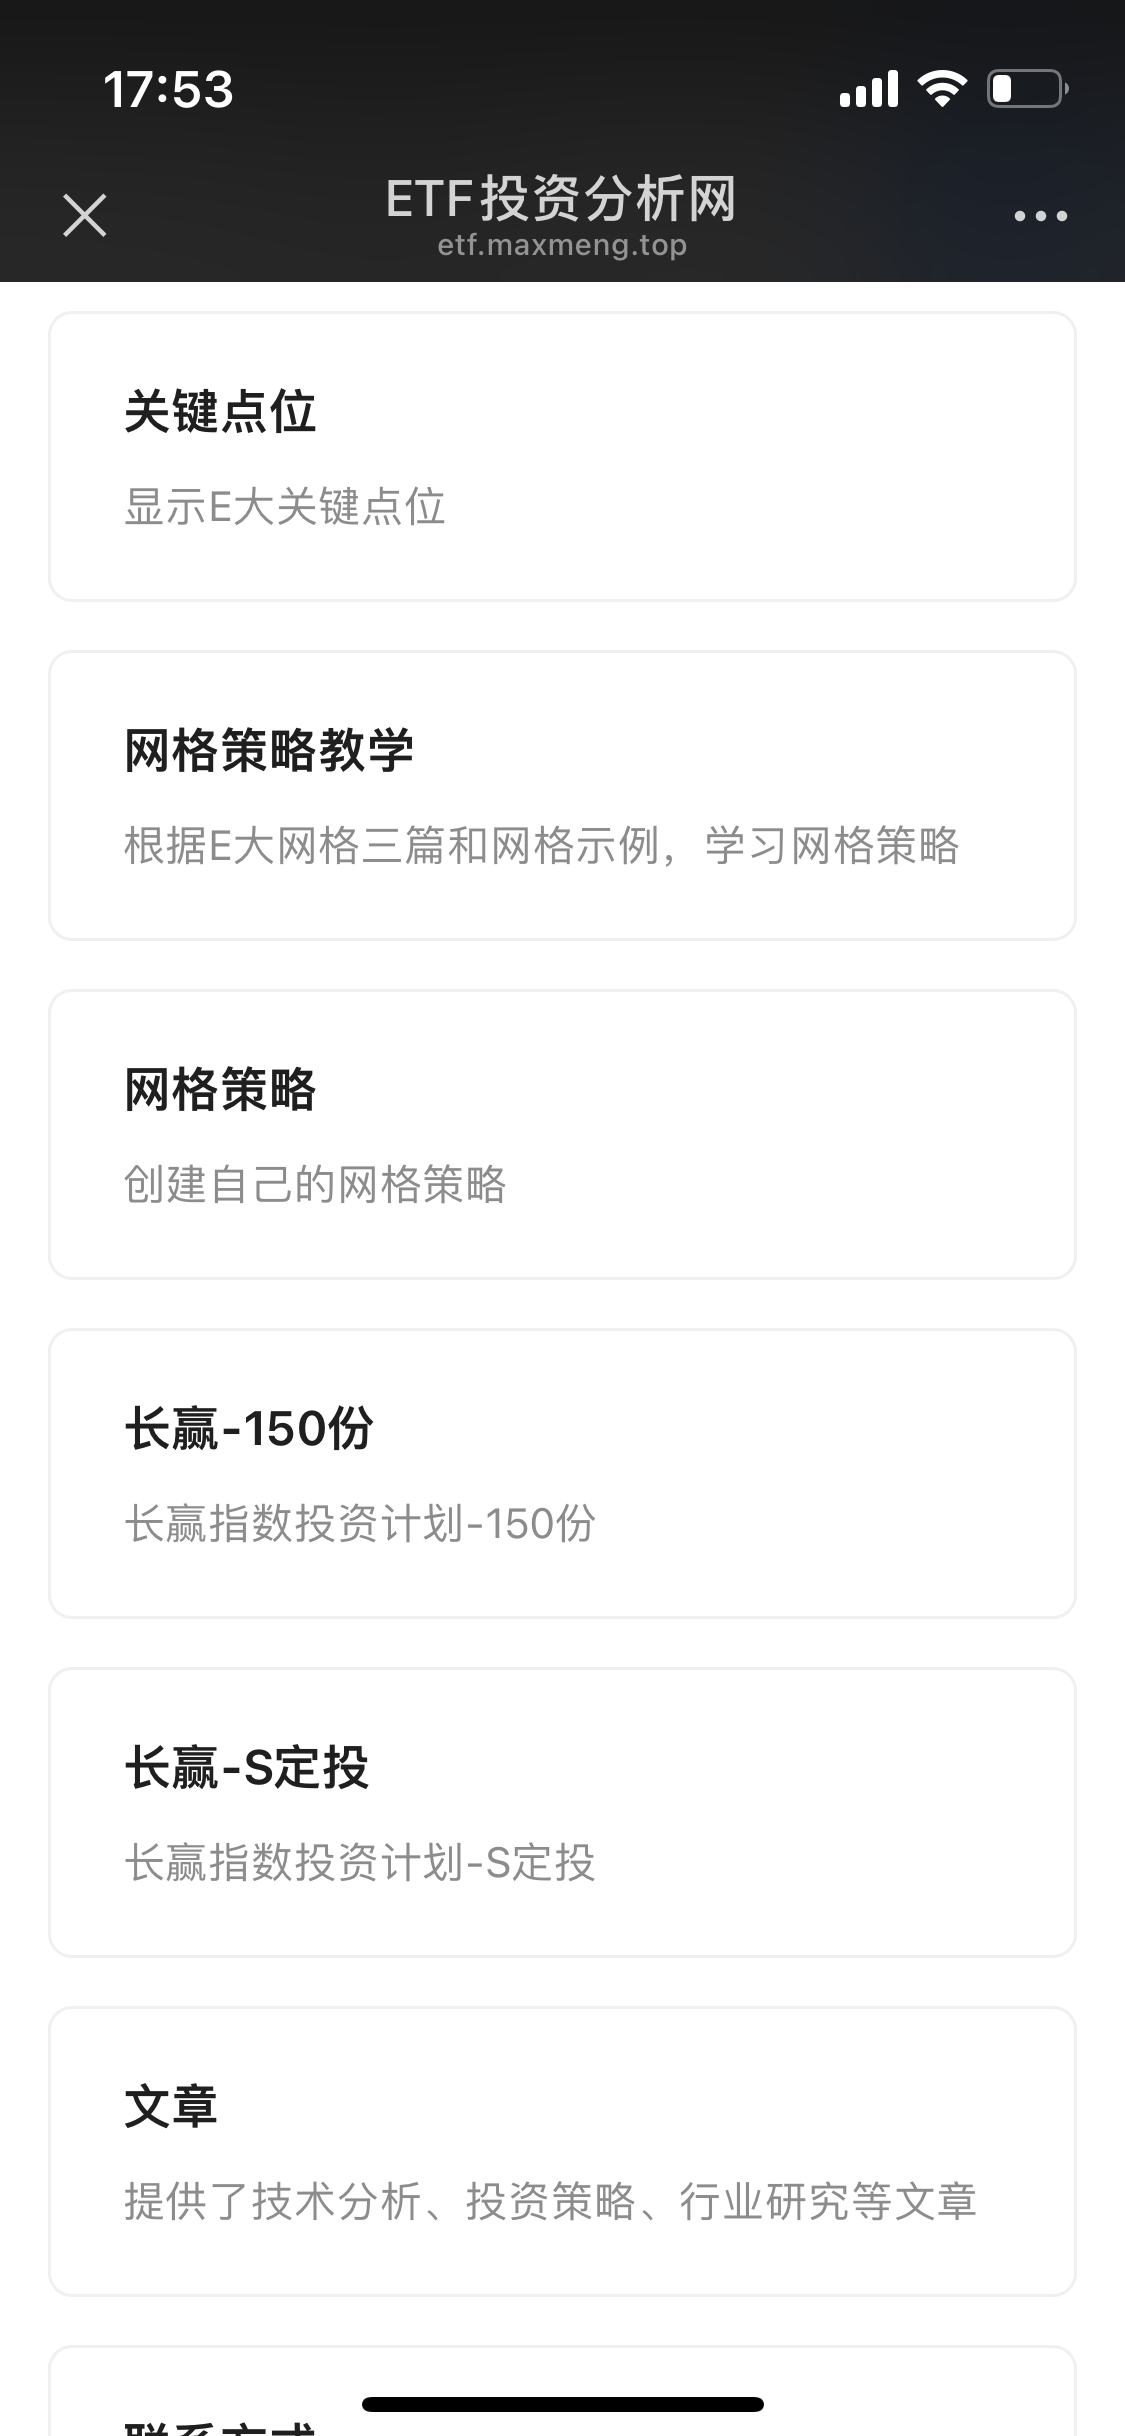 17:53
ETF投资分析网
etf.maxmeng.top
关键点位
显示E大关键点位
网格策略教学
根据E大网格三篇和网格示例，学习网格策略
网格策略
创建自己的网格策略
长赢-150份
长赢指数投资计划-150份
长赢-S定投
长赢指数投资计划-S定投
文章
提供了技术分析、投资策略、行业研究等文章
联系方式